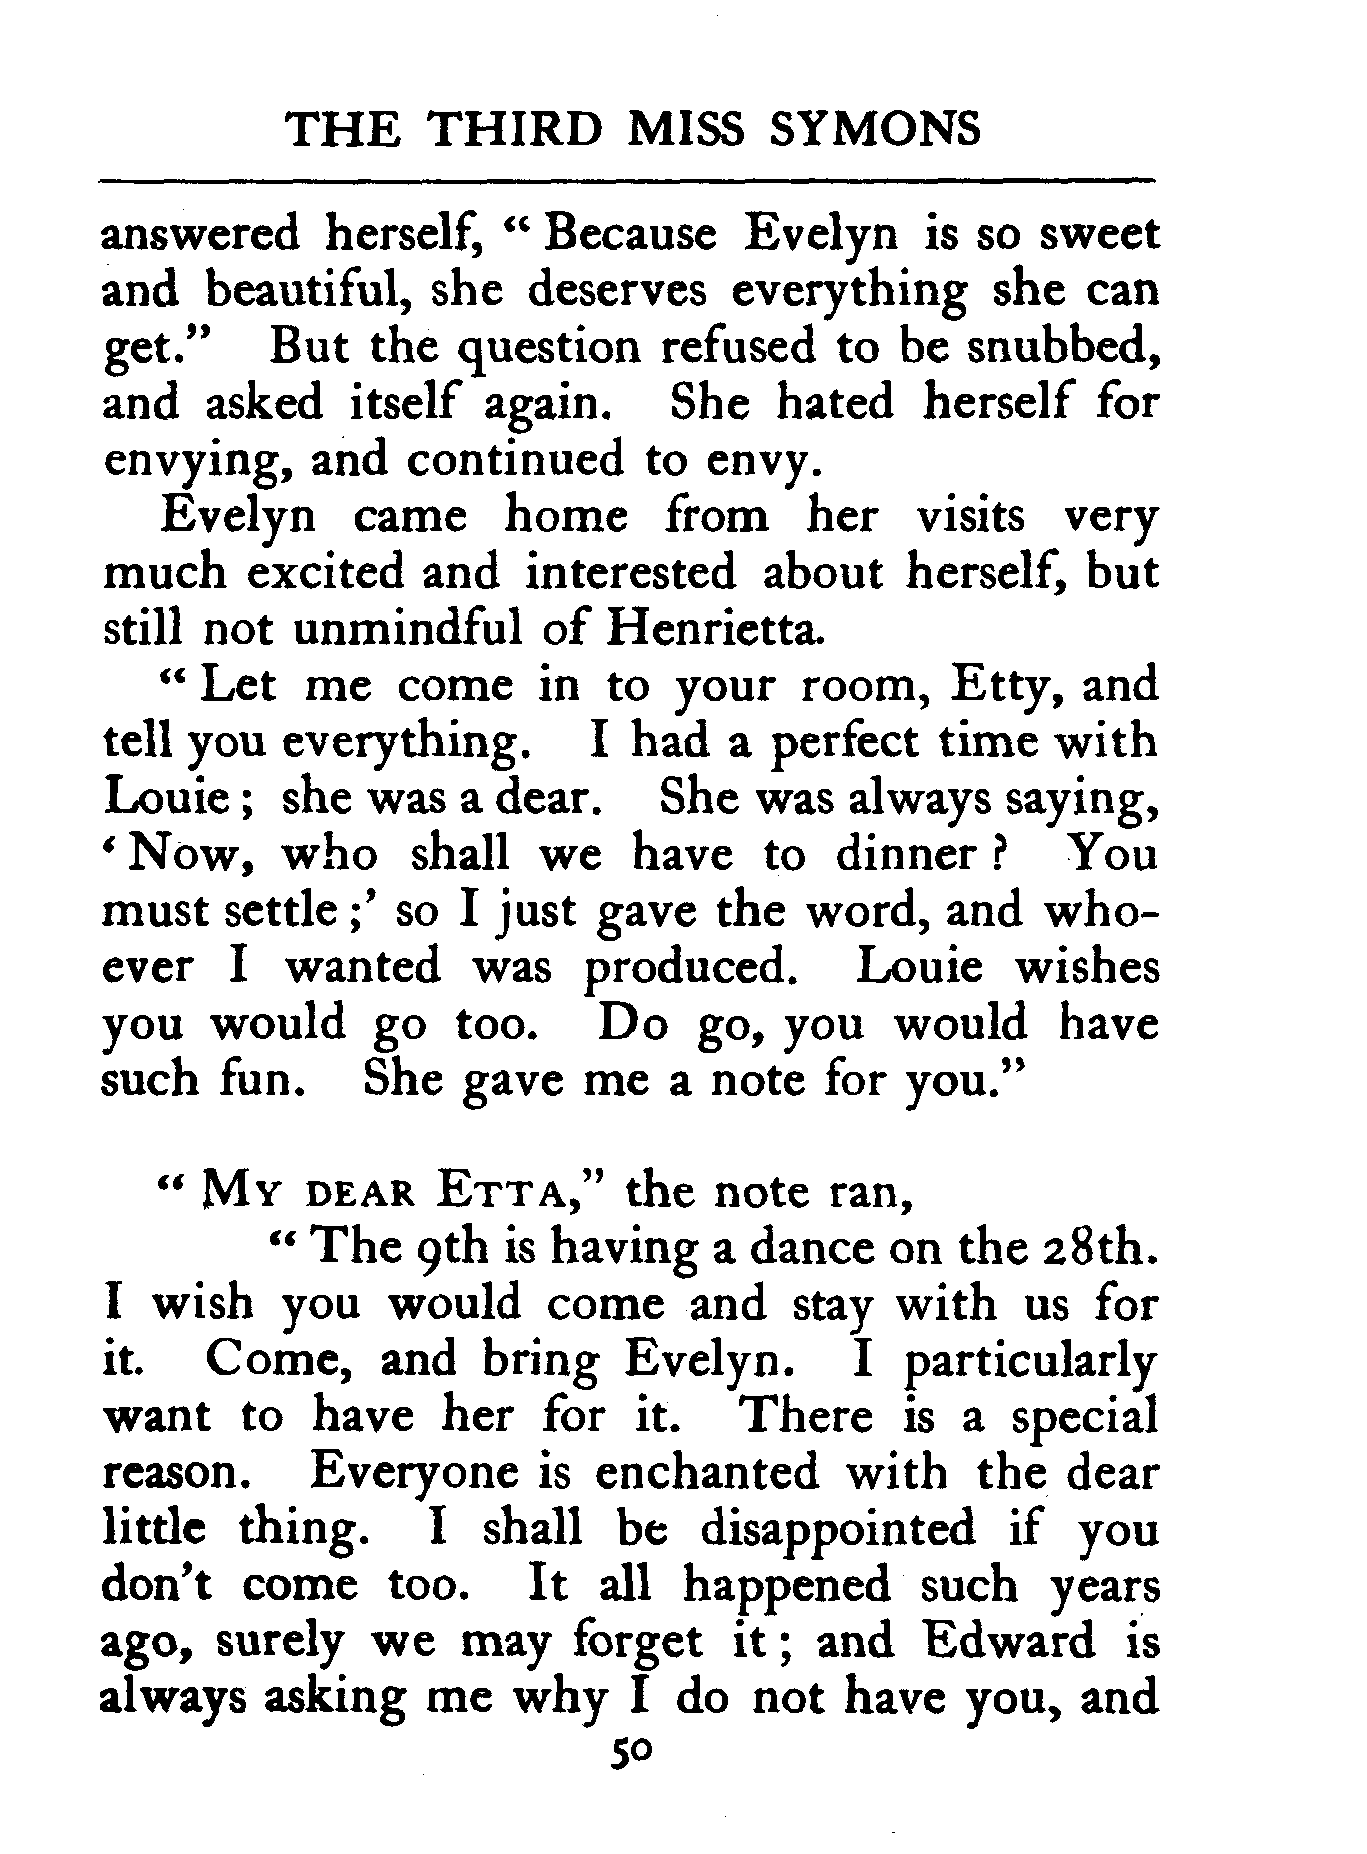 THE THIRD MISS SYMONS
answered herself, “ Because Evelyn is so sweet
and beautiful, she deserves everything she can
get.” But the question refused to be snubbed,
and asked itself again. She hated herself for
envying, and continued to envy.
Evelyn came home from her visits very
much excited and interested about herself, but
still not unmindful of Henrietta.
“ Let me come in to your room, Etty, and
tell you everything. I had a perfect time with
Louie ; she was a dear. She was always saying,
‘ Now, who shall we have to dinner ? You
must settle ;’ so I just gave the word, and who-
ever I wanted was produced. Louie wishes
you would go too. Do go, you would have
such fun. She gave me a note for you.”
“ MY DEAR ETTA,” the note ran,
“ The 9th is having a dance on the 28th.
I wish you would come and stay with us for
it. Come, and bring Evelyn. I particularly
want to have her for it. There is a special
reason. Everyone is enchanted with the dear
little thing. I shall be disappointed if you
don’t come too. It all happened such years
ago, surely we may forget it ; and Edward is
always asking me why I do not have you, and
50